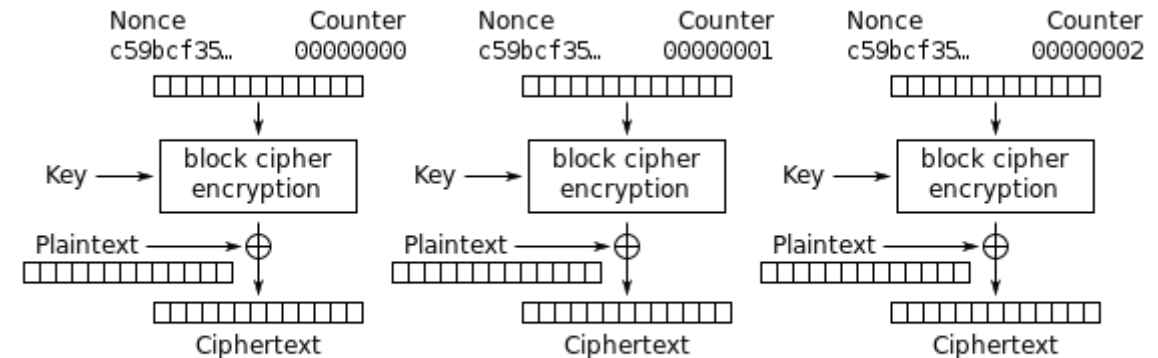 Nonce Counter Nonce Counter Nonce Counter
c59bcf35… 00000000 c59bcf35… 00000001 c59bcf35… 00000002
block cipher block cipher block cipher
Key Key Key
encryption encryption encryption
Plaintext Plaintext Plaintext
Ciphertext Ciphertext Ciphertext